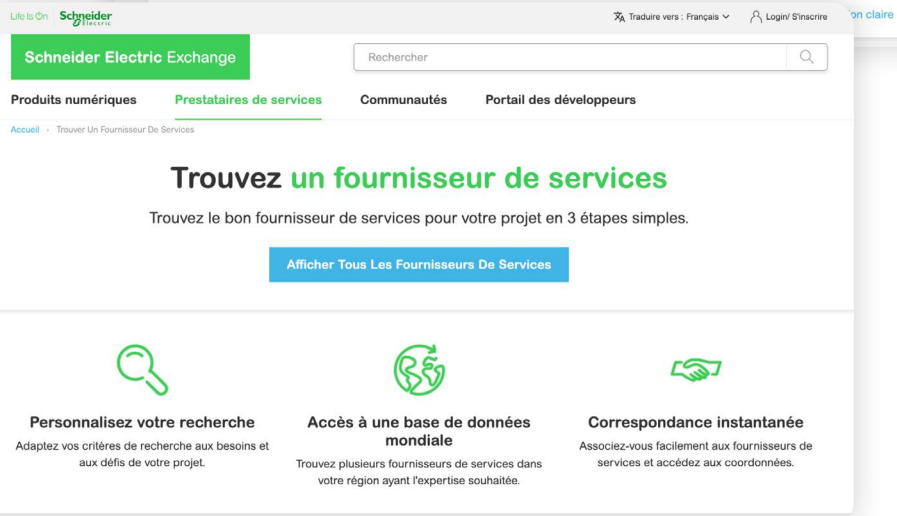 Life Is On Schneider Electric
Traduire vers : Français
Login/ S'inscrire
on claire
Schneider Electric Exchange
Rechercher
Produits numériques
Prestataires de services
Communautés
Portail des développeurs
Accueil › Trouver Un Fournisseur De Services
Trouvez un fournisseur de services
Trouvez le bon fournisseur de services pour votre projet en 3 étapes simples.
Afficher Tous Les Fournisseurs De Services
Personnalisez votre recherche
Adaptez vos critères de recherche aux besoins et
aux défis de votre projet.
Accès à une base de données
mondiale
Trouvez plusieurs fournisseurs de services dans
votre région ayant l'expertise souhaitée.
Correspondance instantanée
Associez-vous facilement aux fournisseurs de
services et accédez aux coordonnées.